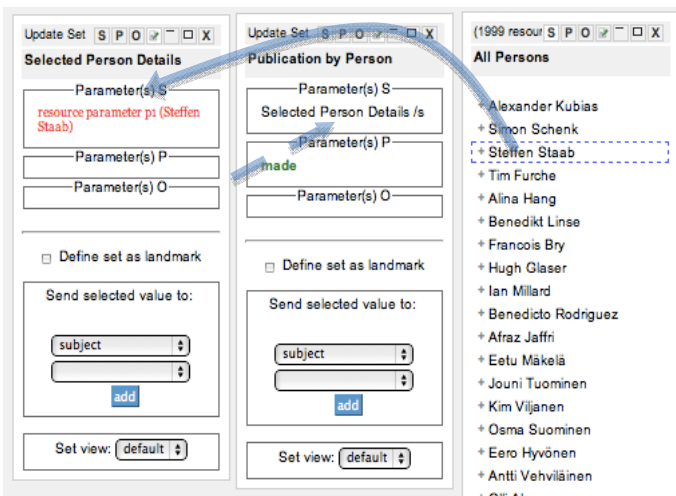 Update Set S P O X
Selected Person Details
Parameter(s) S
resource parameter p1 (Steffen
Staab)
Parameter(s) P
Parameter(s) O
Define set as landmark
Send selected value to:
subject
add
Set view: default
Update Set S P O X
Publication by Person
Parameter(s) S
Selected Person Details /s
Parameter(s) P
made
Parameter(s) O
Define set as landmark
Send selected value to:
subject
add
Set view: default
(1999 resour S P O X
All Persons
+ Alexander Kubias
+ Simon Schenk
+ Steffen Staab
+ Tim Furche
+ Alina Hang
+ Benedikt Linse
+ Francois Bry
+ Hugh Glaser
+ Ian Millard
+ Benedicto Rodriguez
+ Afraz Jaffri
+ Eetu Mäkelä
+ Jouni Tuominen
+ Kim Viljanen
+ Osma Suominen
+ Eero Hyvönen
+ Antti Vehviläinen